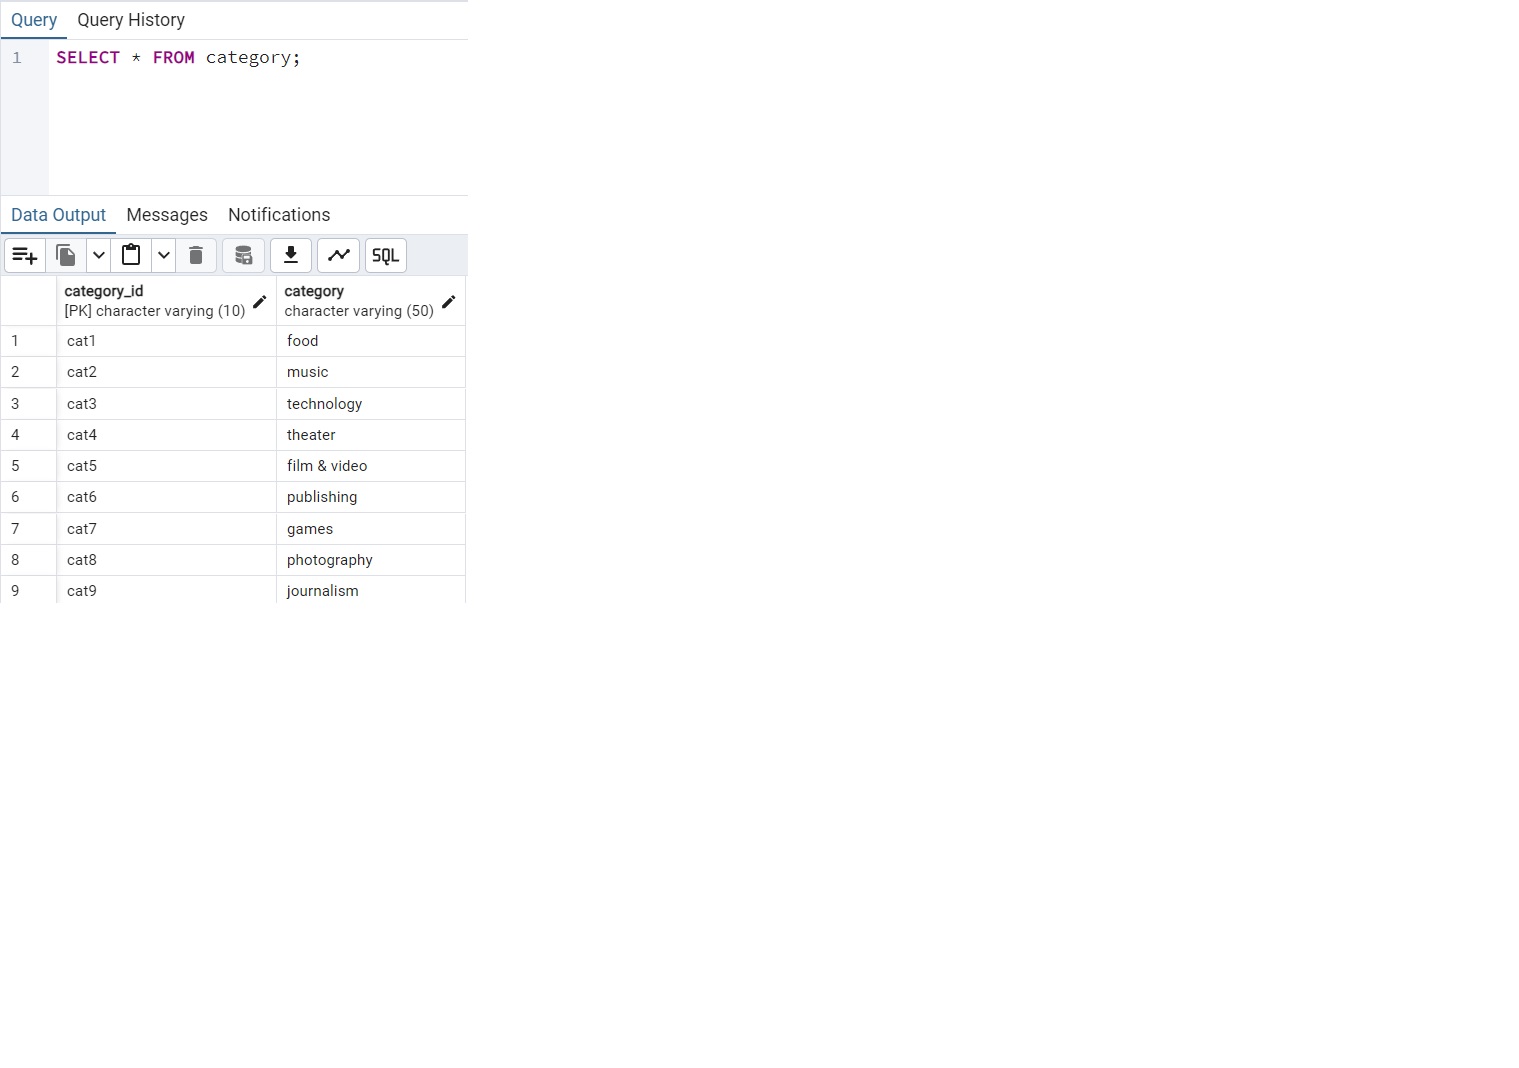 Query Query History
1 SELECT * FROM category;
Data Output Messages Notifications
SQL
category_id category
[PK] character varying (10) character varying (50)
1 cat1 food
2 cat2 music
3 cat3 technology
4 cat4 theater
5 cat5 film & video
6 cat6 publishing
7 cat7 games
8 cat8 photography
9 cat9 journalism